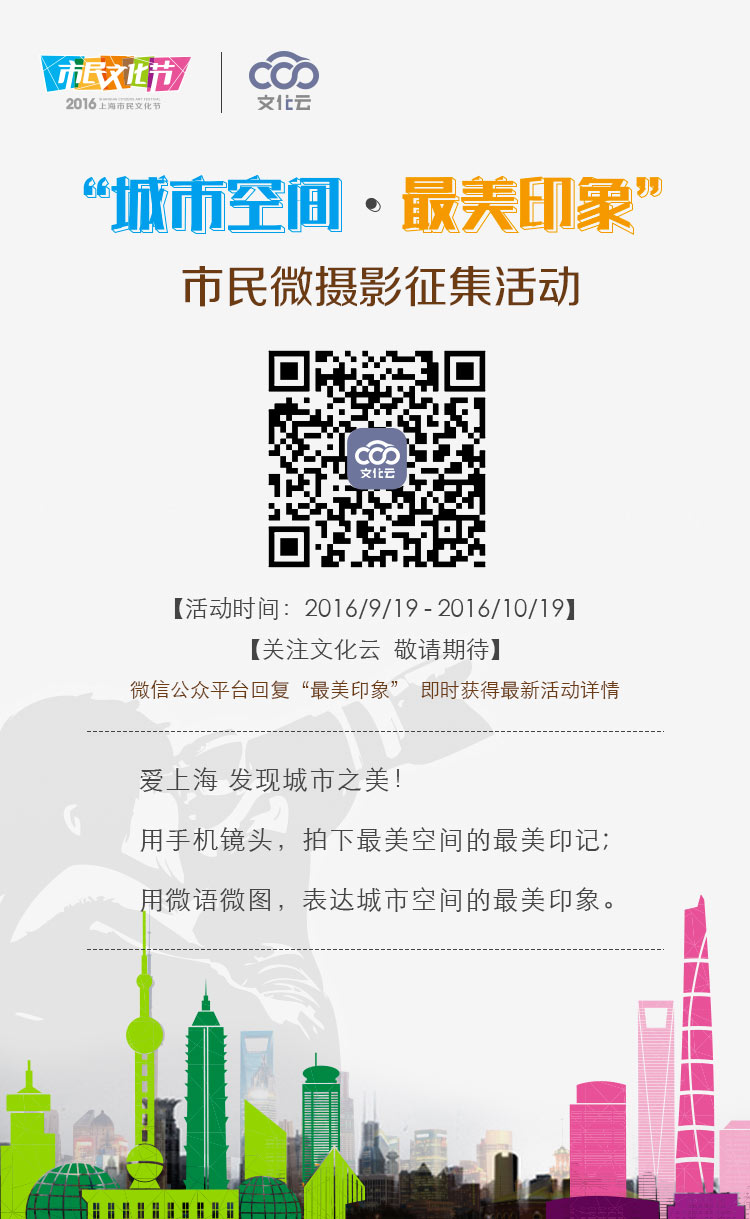 市民文化节
2016 上海市民文化节
文化云
“城市空间·最美印象”
市民微摄影征集活动
文化云
【活动时间：2016/9/19 - 2016/10/19】
【关注文化云 敬请期待】
微信公众平台回复“最美印象” 即时获得最新活动详情
爱上海 发现城市之美！
用手机镜头，拍下最美空间的最美印记；
用微语微图，表达城市空间的最美印象。